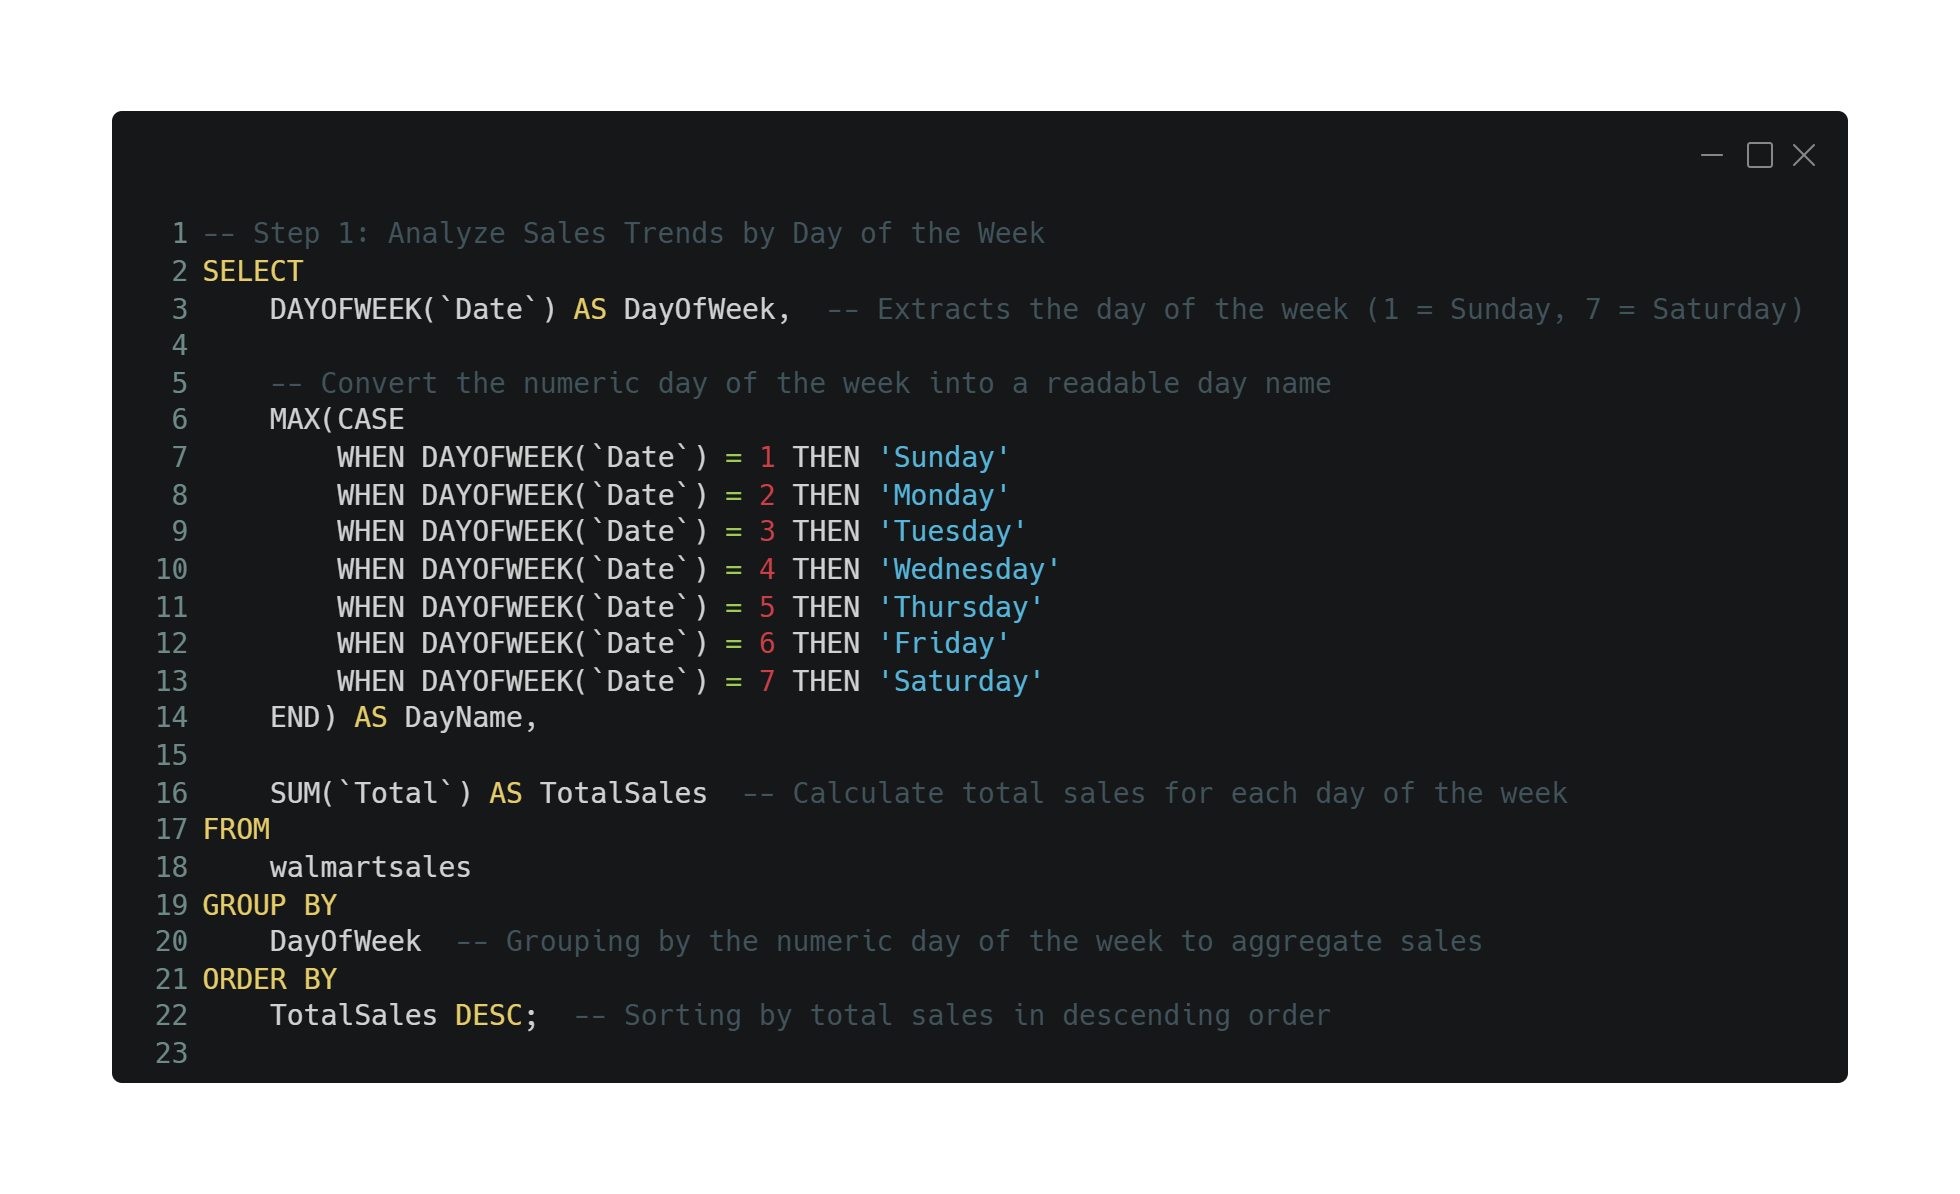 1 -- Step 1: Analyze Sales Trends by Day of the Week
2 SELECT
3     DAYOFWEEK(`Date`) AS DayOfWeek,  -- Extracts the day of the week (1 = Sunday, 7 = Saturday)
4
5     -- Convert the numeric day of the week into a readable day name
6     MAX(CASE
7         WHEN DAYOFWEEK(`Date`) = 1 THEN 'Sunday'
8         WHEN DAYOFWEEK(`Date`) = 2 THEN 'Monday'
9         WHEN DAYOFWEEK(`Date`) = 3 THEN 'Tuesday'
10         WHEN DAYOFWEEK(`Date`) = 4 THEN 'Wednesday'
11         WHEN DAYOFWEEK(`Date`) = 5 THEN 'Thursday'
12         WHEN DAYOFWEEK(`Date`) = 6 THEN 'Friday'
13         WHEN DAYOFWEEK(`Date`) = 7 THEN 'Saturday'
14     END) AS DayName,
15
16     SUM(`Total`) AS TotalSales  -- Calculate total sales for each day of the week
17 FROM
18     walmartsales
19 GROUP BY
20     DayOfWeek  -- Grouping by the numeric day of the week to aggregate sales
21 ORDER BY
22     TotalSales DESC;  -- Sorting by total sales in descending order
23